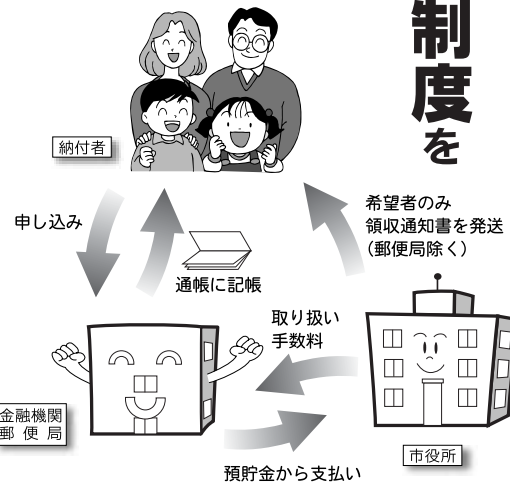 制度を
納付者
申し込み
通帳に記帳
希望者のみ
領収通知書を発送
（郵便局除く）
取り扱い
手数料
金融機関
郵便局
市役所
預貯金から支払い